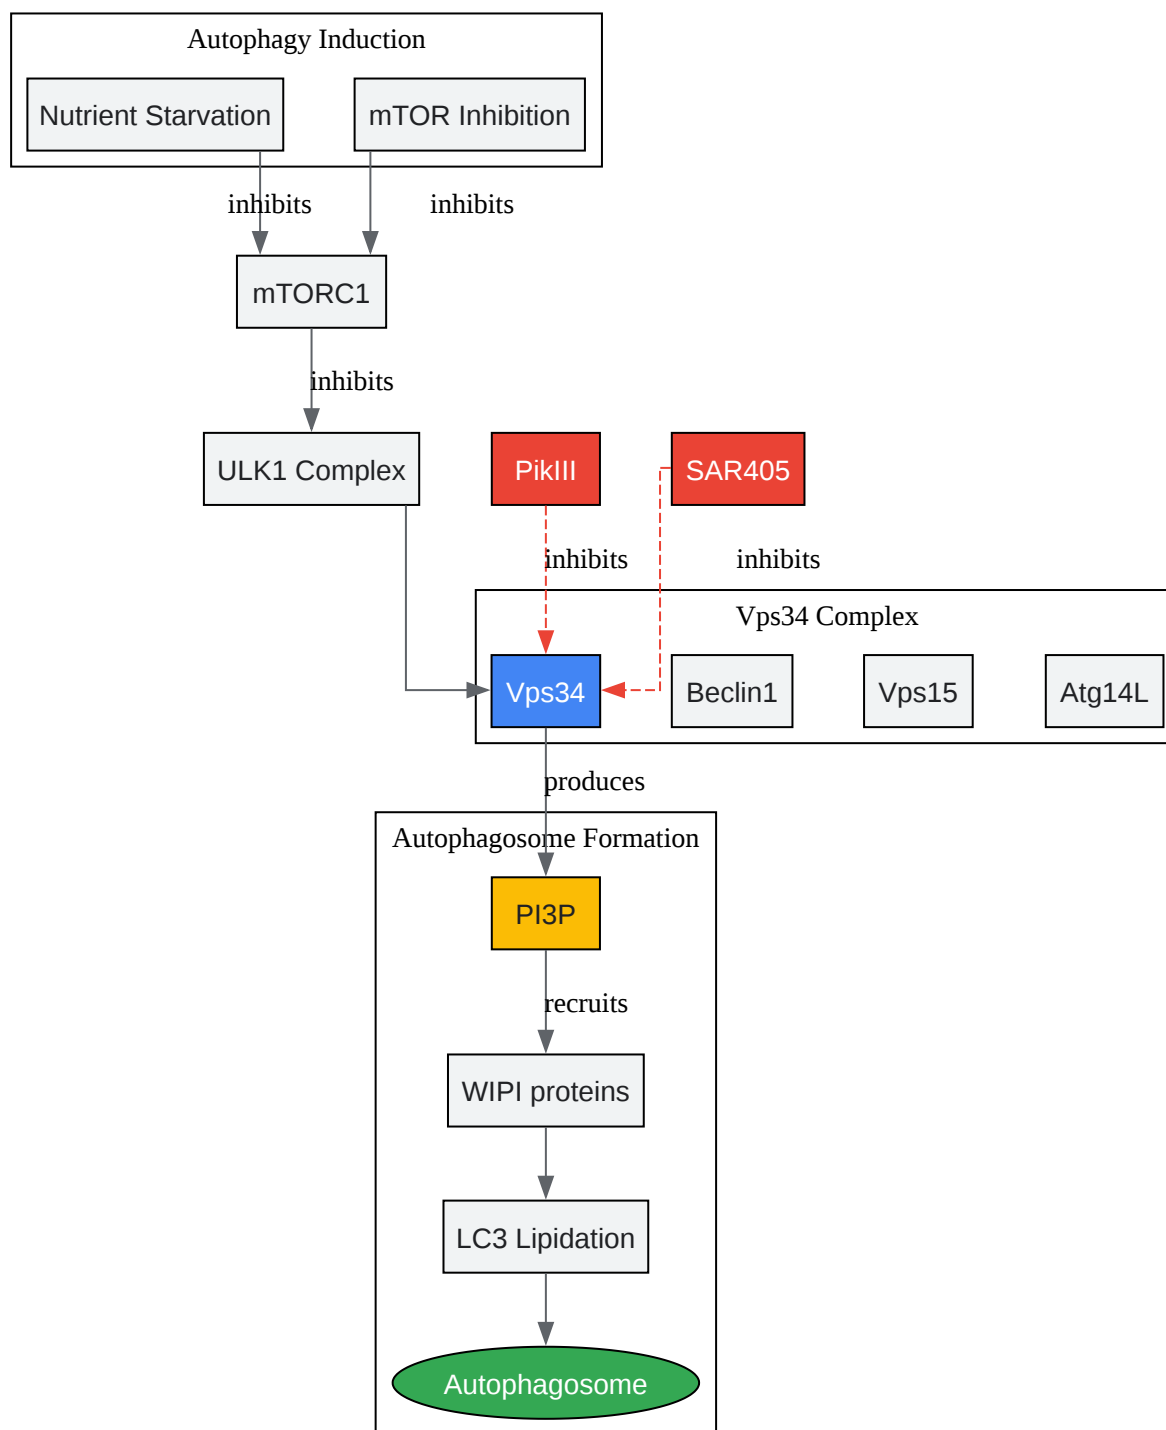 Autophagy Induction
Nutrient Starvation
mTOR Inhibition
inhibits
inhibits
mTORC1
inhibits
ULK1 Complex
PikIII
SAR405
inhibits
inhibits
Vps34 Complex
Vps34
Beclin1
Vps15
Atg14L
produces
Autophagosome Formation
PI3P
recruits
WIPI proteins
LC3 Lipidation
Autophagosome